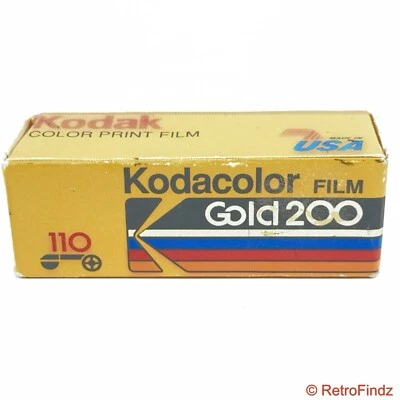 Kodak
COLOR PRINT FILM
MADE IN
USA
Kodacolor FILM
Gold 200
110
© RetroFindz